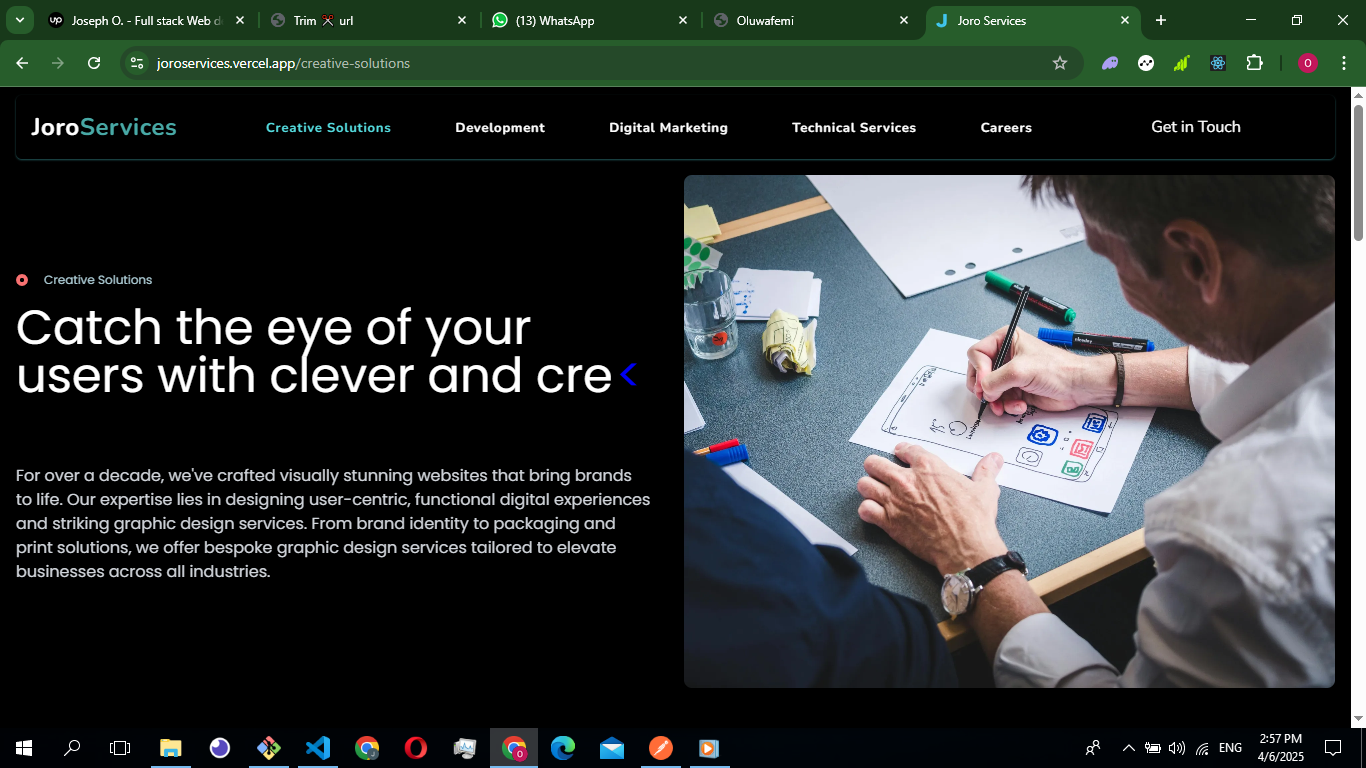 Joseph O. - Full stack Web d
Trim ✂ url
(13) WhatsApp
Oluwafemi
Joro Services
joroservices.vercel.app/creative-solutions
O
JoroServices
Creative Solutions
Development
Digital Marketing
Technical Services
Careers
Get in Touch
Creative Solutions
Catch the eye of your
users with clever and cre<
For over a decade, we've crafted visually stunning websites that bring brands
to life. Our expertise lies in designing user-centric, functional digital experiences
and striking graphic design services. From brand identity to packaging and
print solutions, we offer bespoke graphic design services tailored to elevate
businesses across all industries.
ENG
2:57 PM
4/6/2025